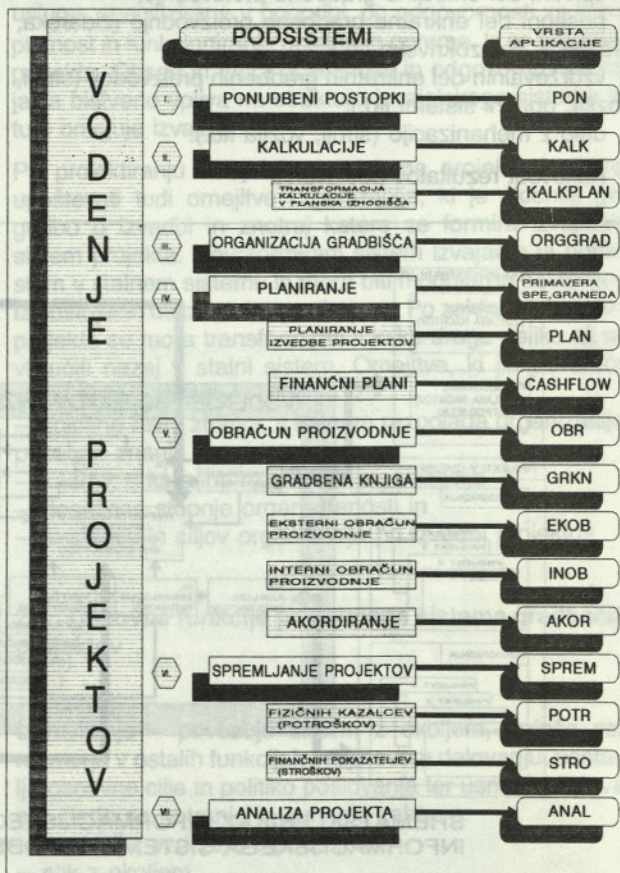 VODENJE PROJEKTOV
PODSISTEMI
VRSTA
APLIKACIJE
I.
PONUDBENI POSTOPKI
PON
II.
KALKULACIJE
KALK
TRANSFORMACIJA
KALKULACIJE
V PLANSKA IZHODIŠČA
KALKPLAN
III.
ORGANIZACIJA GRADBIŠČA
ORGGRAD
IV.
PLANIRANJE
PRIMAVERA
SPE,GRANEDA
PLANIRANJE
IZVEDBE PROJEKTOV
PLAN
FINANČNI PLANI
CASHFLOW
V.
OBRAČUN PROIZVODNJE
OBR
GRADBENA KNJIGA
GRKN
EKSTERNI OBRAČUN
PROIZVODNJE
EKOB
INTERNI OBRAČUN
PROIZVODNJE
INOB
AKORDIRANJE
AKOR
VI.
SPREMLJANJE PROJEKTOV
SPREM
FIZIČNIH KAZALCEV
(POTROŠKOV)
POTR
FINANČNIH POKAZATELJEV
(STROŠKOV)
STRO
VII.
ANALIZA PROJEKTA
ANAL